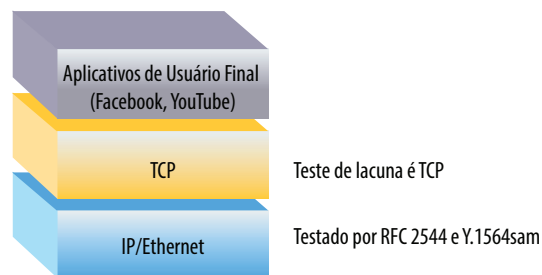 Aplicativos de Usuário Final
(Facebook, YouTube)
TCP
Teste de lacuna é TCP
IP/Ethernet
Testado por RFC 2544 e Y.1564sam